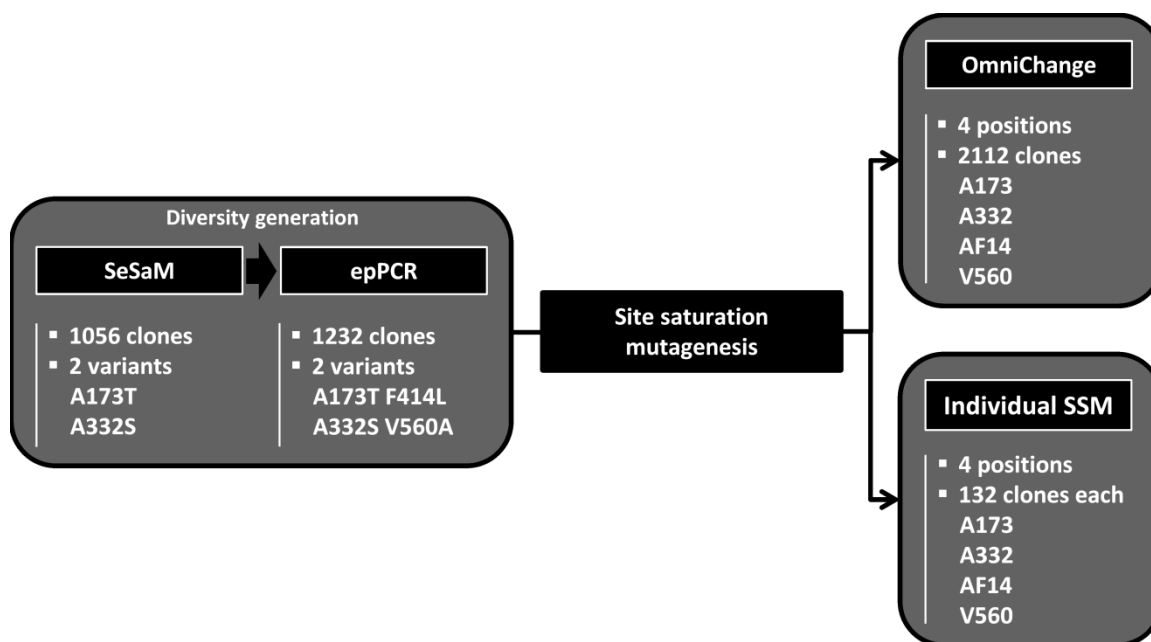 Diversity generation
SeSaM
▪ 1056 clones
▪ 2 variants
A173T
A332S
epPCR
▪ 1232 clones
▪ 2 variants
A173T F414L
A332S V560A
Site saturation
mutagenesis
OmniChange
▪ 4 positions
▪ 2112 clones
A173
A332
AF14
V560
Individual SSM
▪ 4 positions
▪ 132 clones each
A173
A332
AF14
V560